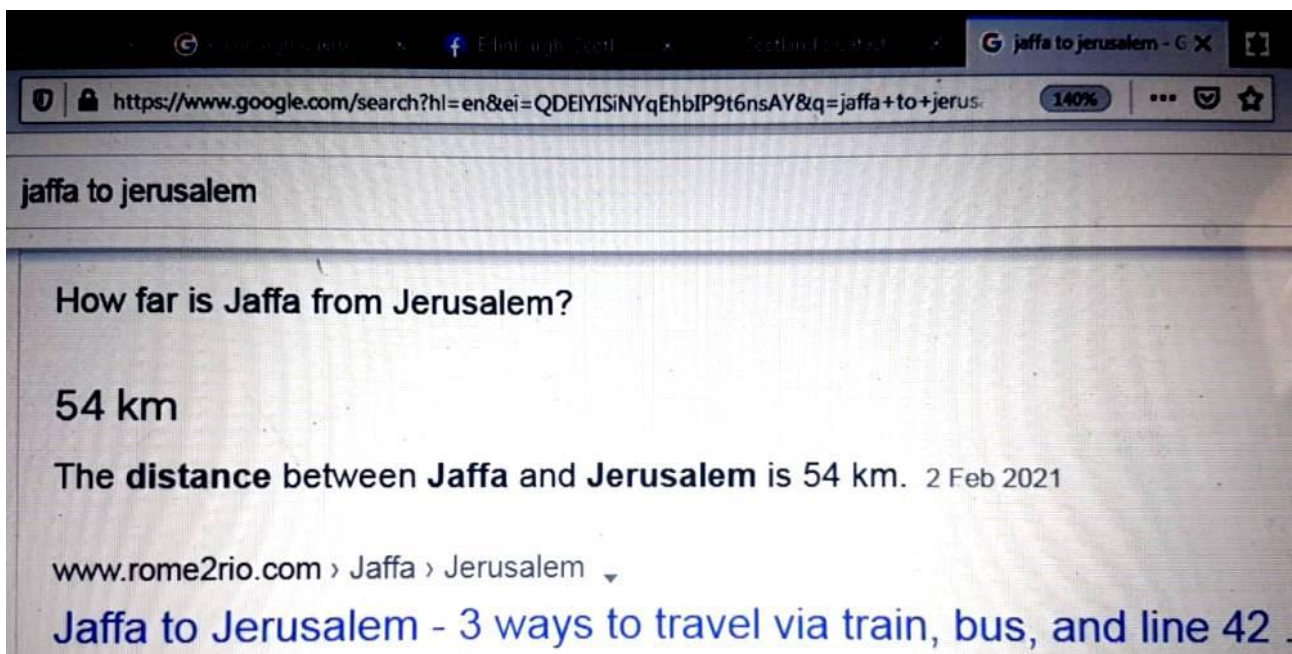 jaffa to jerusalem - G
https://www.google.com/search?hl=en&ei=QDEIYISiNYqEhbIP9t6nsAY&q=jaffa+to+jerus 140%
jaffa to jerusalem
How far is Jaffa from Jerusalem?
54 km
The distance between Jaffa and Jerusalem is 54 km. 2 Feb 2021
www.rome2rio.com › Jaffa › Jerusalem
Jaffa to Jerusalem - 3 ways to travel via train, bus, and line 42